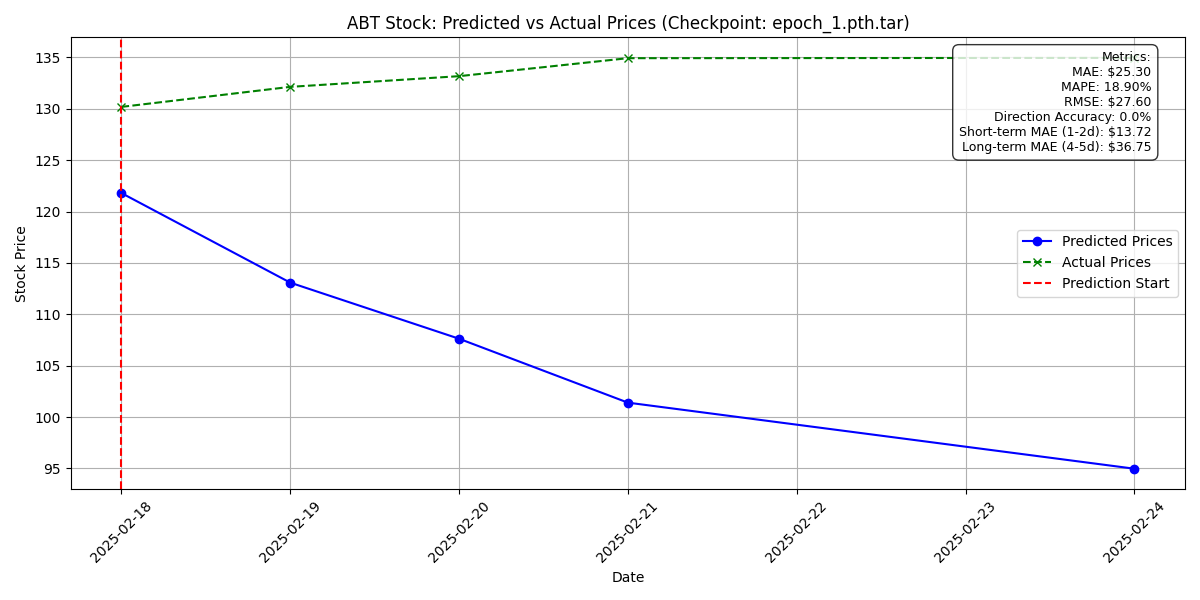 ABT Stock: Predicted vs Actual Prices (Checkpoint: epoch_1.pth.tar)
Metrics:
MAE: $25.30
MAPE: 18.90%
RMSE: $27.60
Direction Accuracy: 0.0%
Short-term MAE (1-2d): $13.72
Long-term MAE (4-5d): $36.75
Predicted Prices
Actual Prices
Prediction Start
Stock Price
135
130
125
120
115
110
105
100
95
2025-02-18
2025-02-19
2025-02-20
2025-02-21
2025-02-22
2025-02-23
2025-02-24
Date